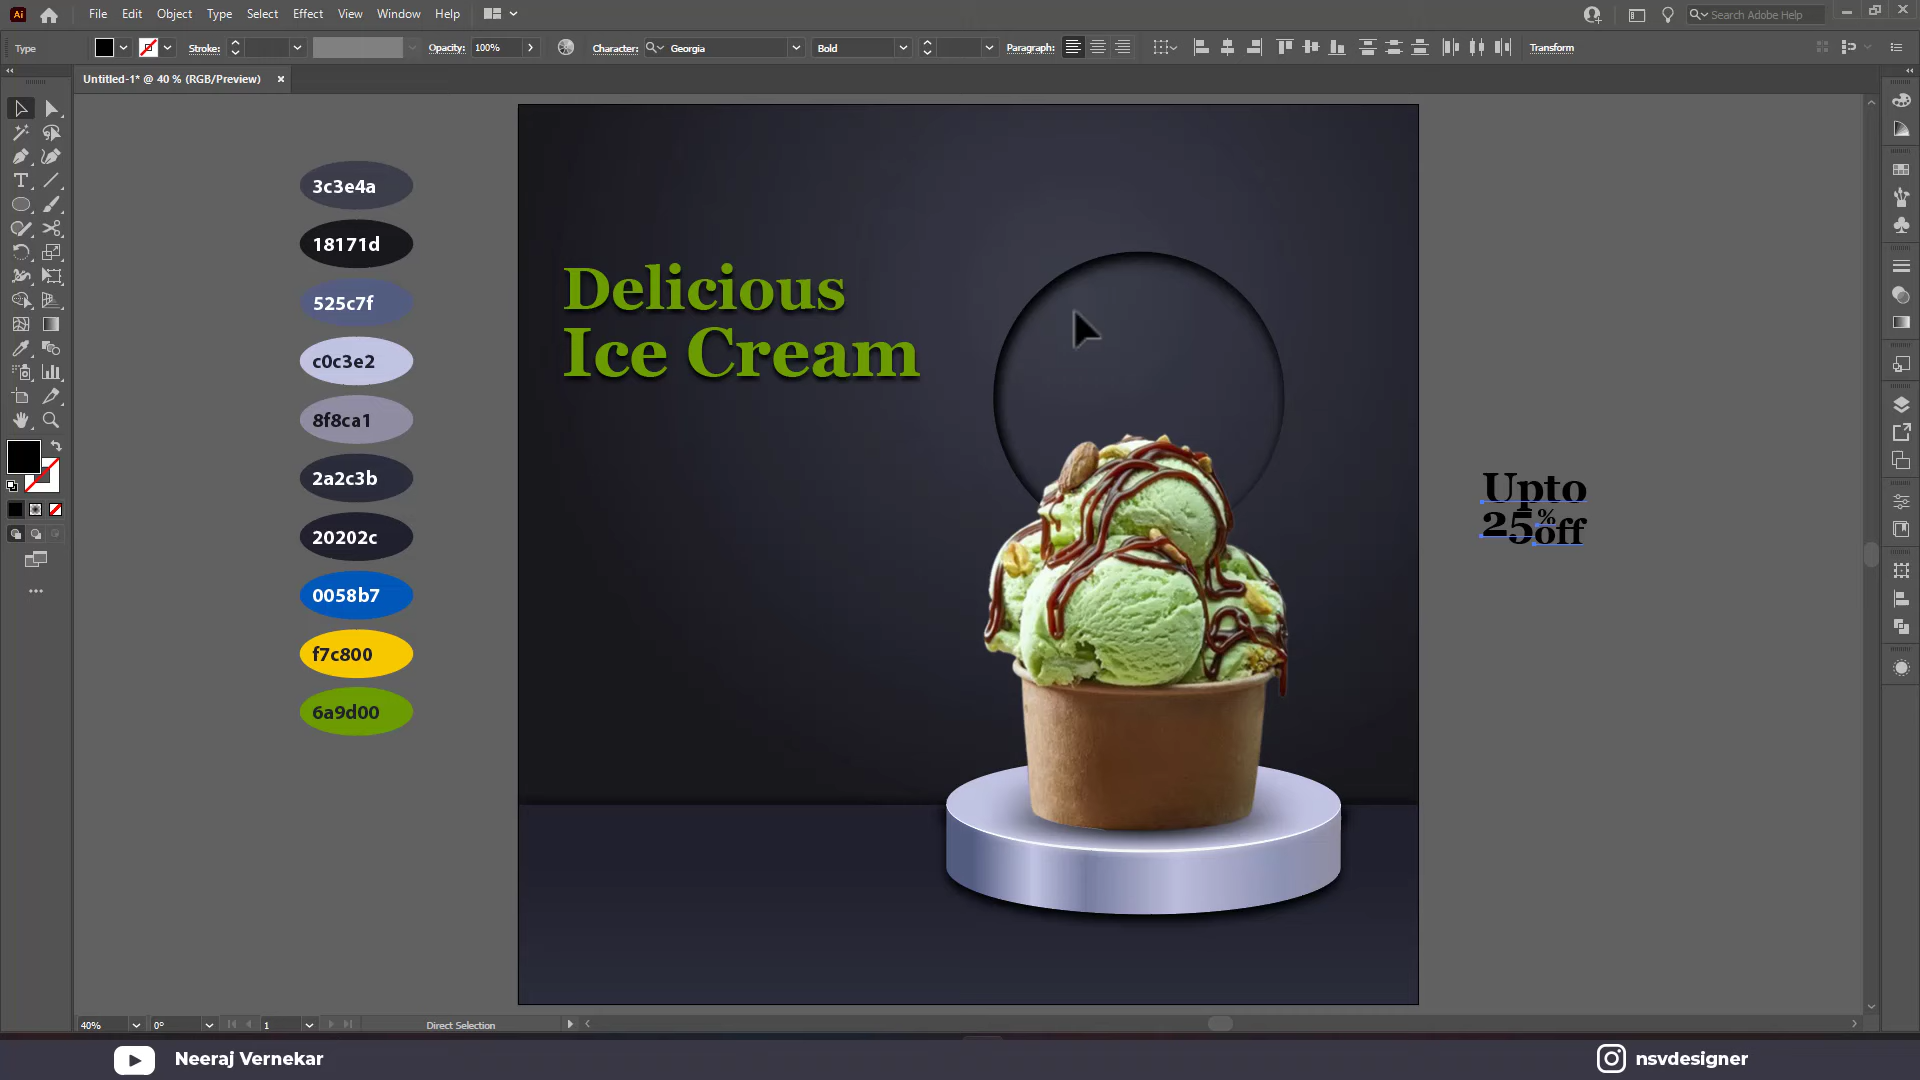 Ai
File Edit Object Type Select Effect View Window Help
Search Adobe Help
Type
Stroke:
Opacity: 100%
Character: Georgia
Bold
Paragraph:
Transform
Untitled-1* @ 40 % (RGB/Preview) ×
3c3e4a
18171d
525c7f
c0c3e2
8f8ca1
2a2c3b
20202c
0058b7
f7c800
6a9d00
Delicious
Ice Cream
Upto
25%off
40% 0° 1 Direct Selection
Neeraj Vernekar
nsvdesigner